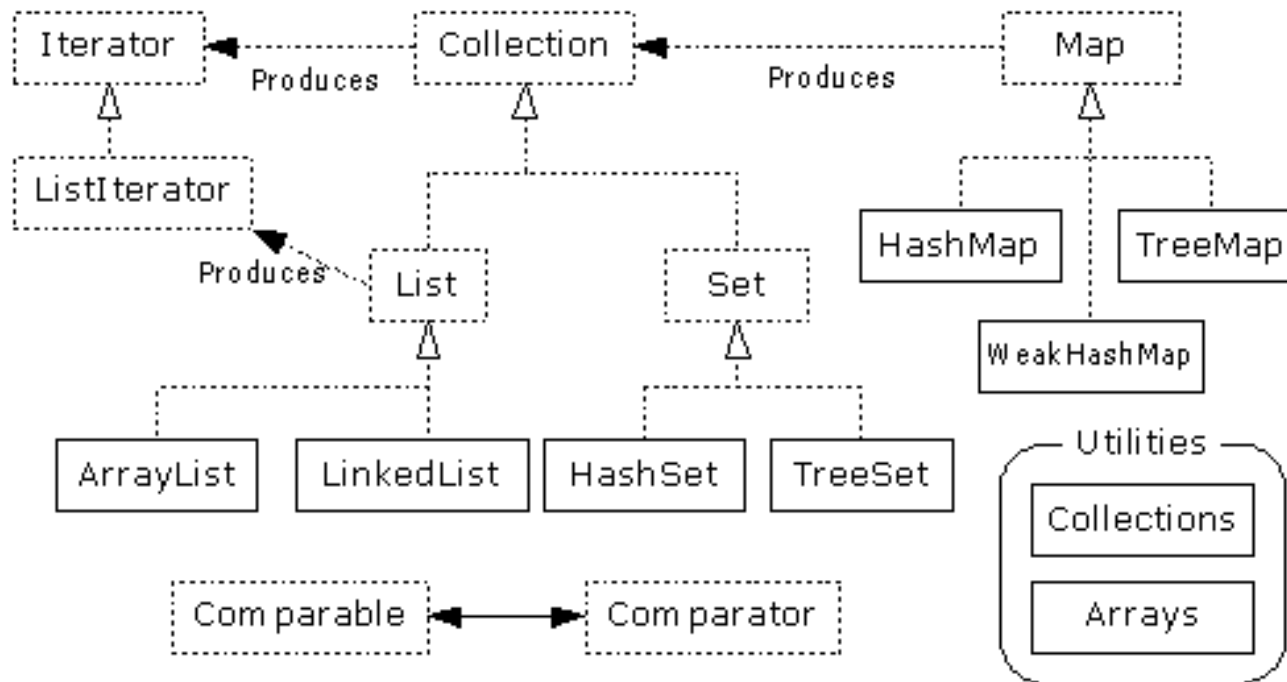 Iterator
Collection
Map
Produces
Produces
ListIterator
Produces
List
Set
HashMap
TreeMap
WeakHashMap
ArrayList
LinkedList
HashSet
TreeSet
Utilities
Collections
Arrays
Comparable
Comparator